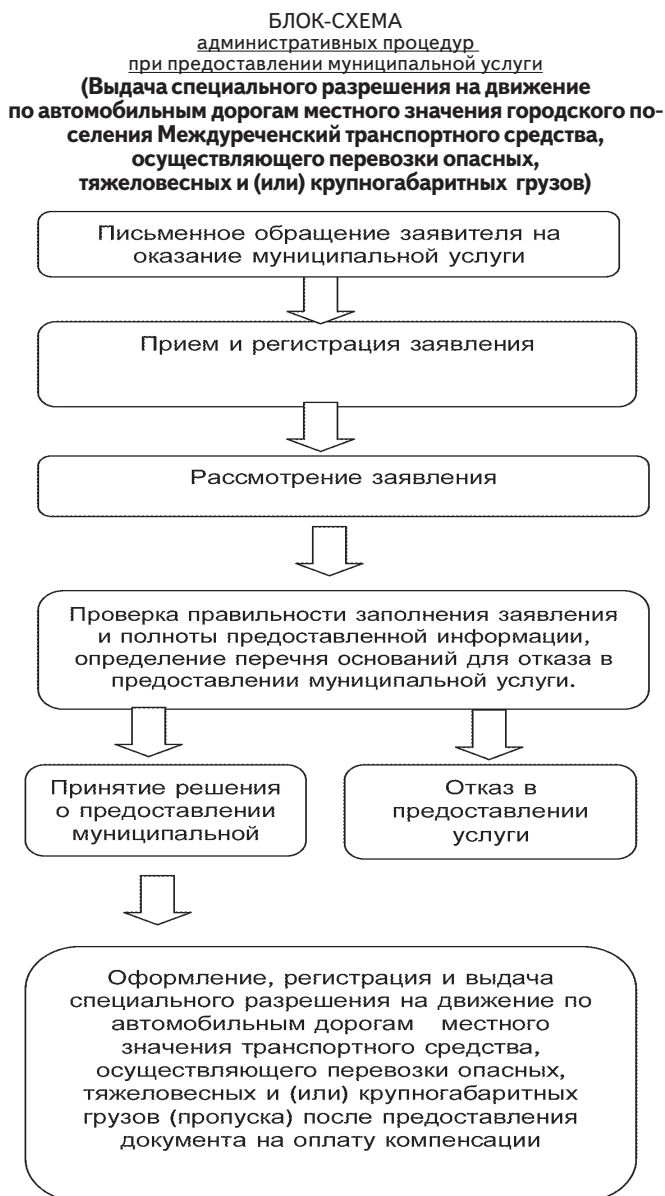 БЛОК-СХЕМА
административных процедур
при предоставлении муниципальной услуги
(Выдача специального разрешения на движение
по автомобильным дорогам местного значения городского по-
селения Междуреченский транспортного средства,
осуществляющего перевозки опасных,
тяжеловесных и (или) крупногабаритных грузов)
Письменное обращение заявителя на
оказание муниципальной услуги
Прием и регистрация заявления
Рассмотрение заявления
Проверка правильности заполнения заявления
и полноты предоставленной информации,
определение перечня оснований для отказа в
предоставлении муниципальной услуги.
Принятие решения
о предоставлении
муниципальной
Отказ в
предоставлении
услуги
Оформление, регистрация и выдача
специального разрешения на движение по
автомобильным дорогам местного
значения транспортного средства,
осуществляющего перевозки опасных,
тяжеловесных и (или) крупногабаритных
грузов (пропуска) после предоставления
документа на оплату компенсации